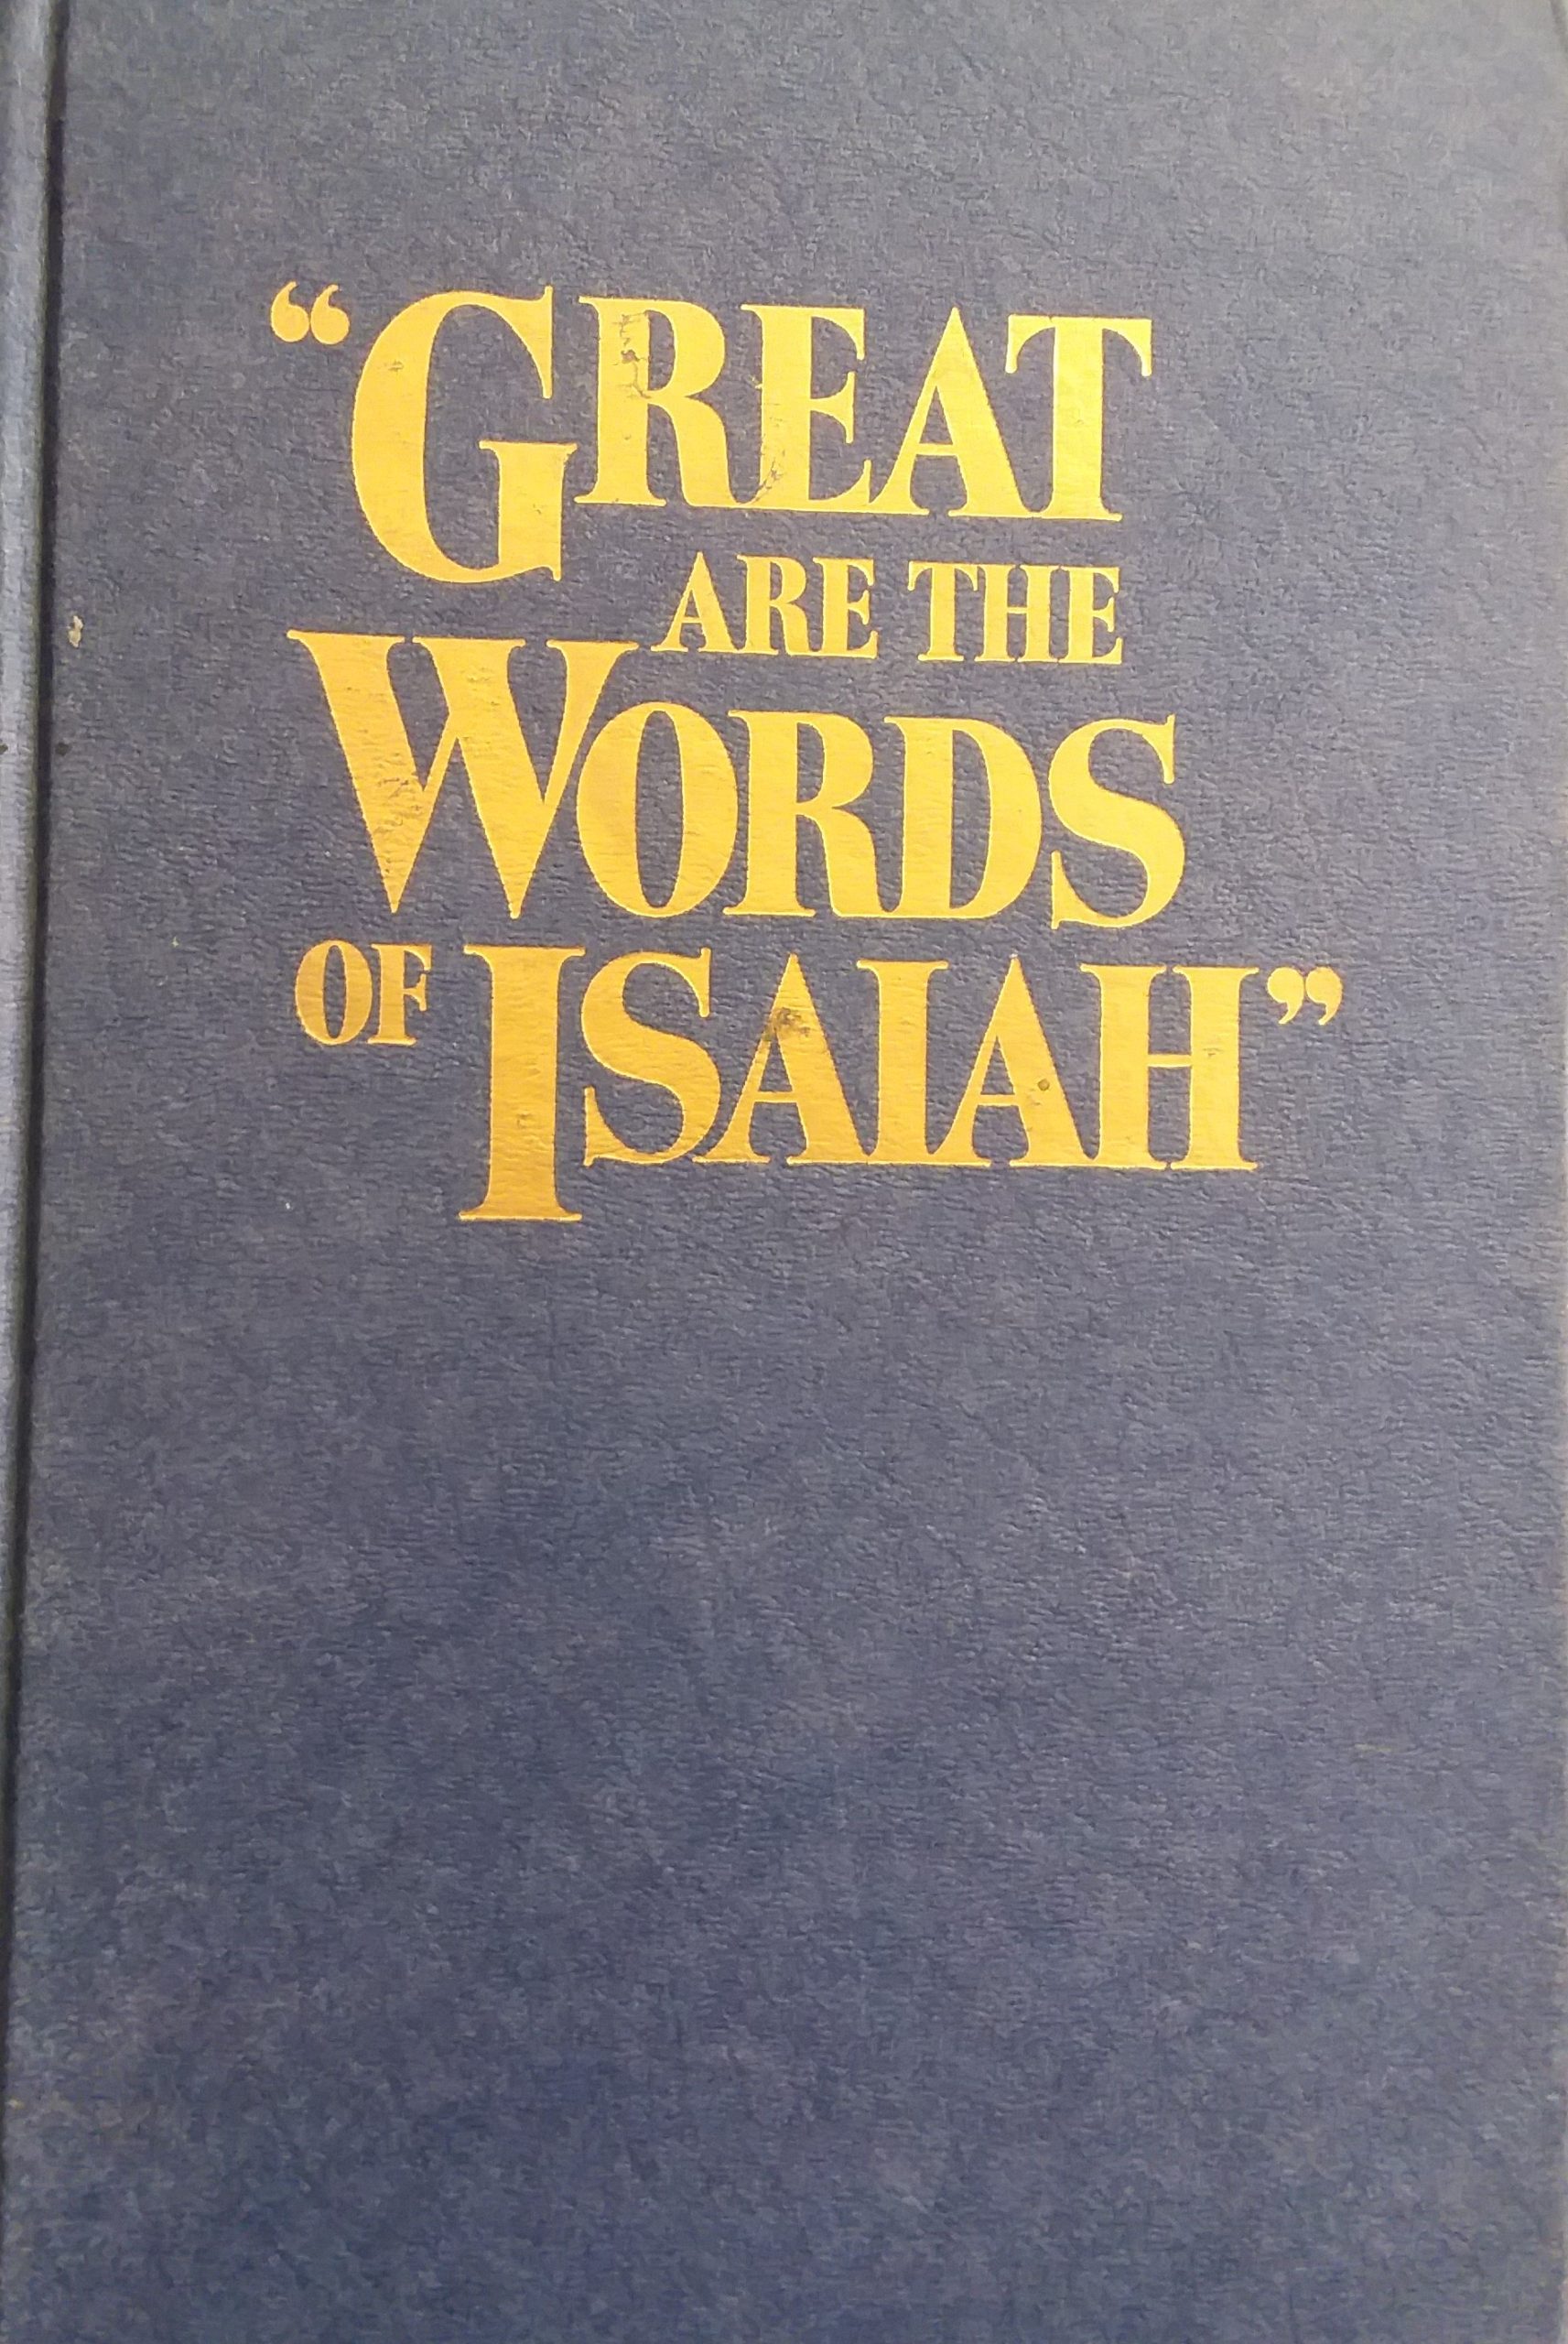 “GREAT
ARE THE
WORDS
OF ISAIAH”